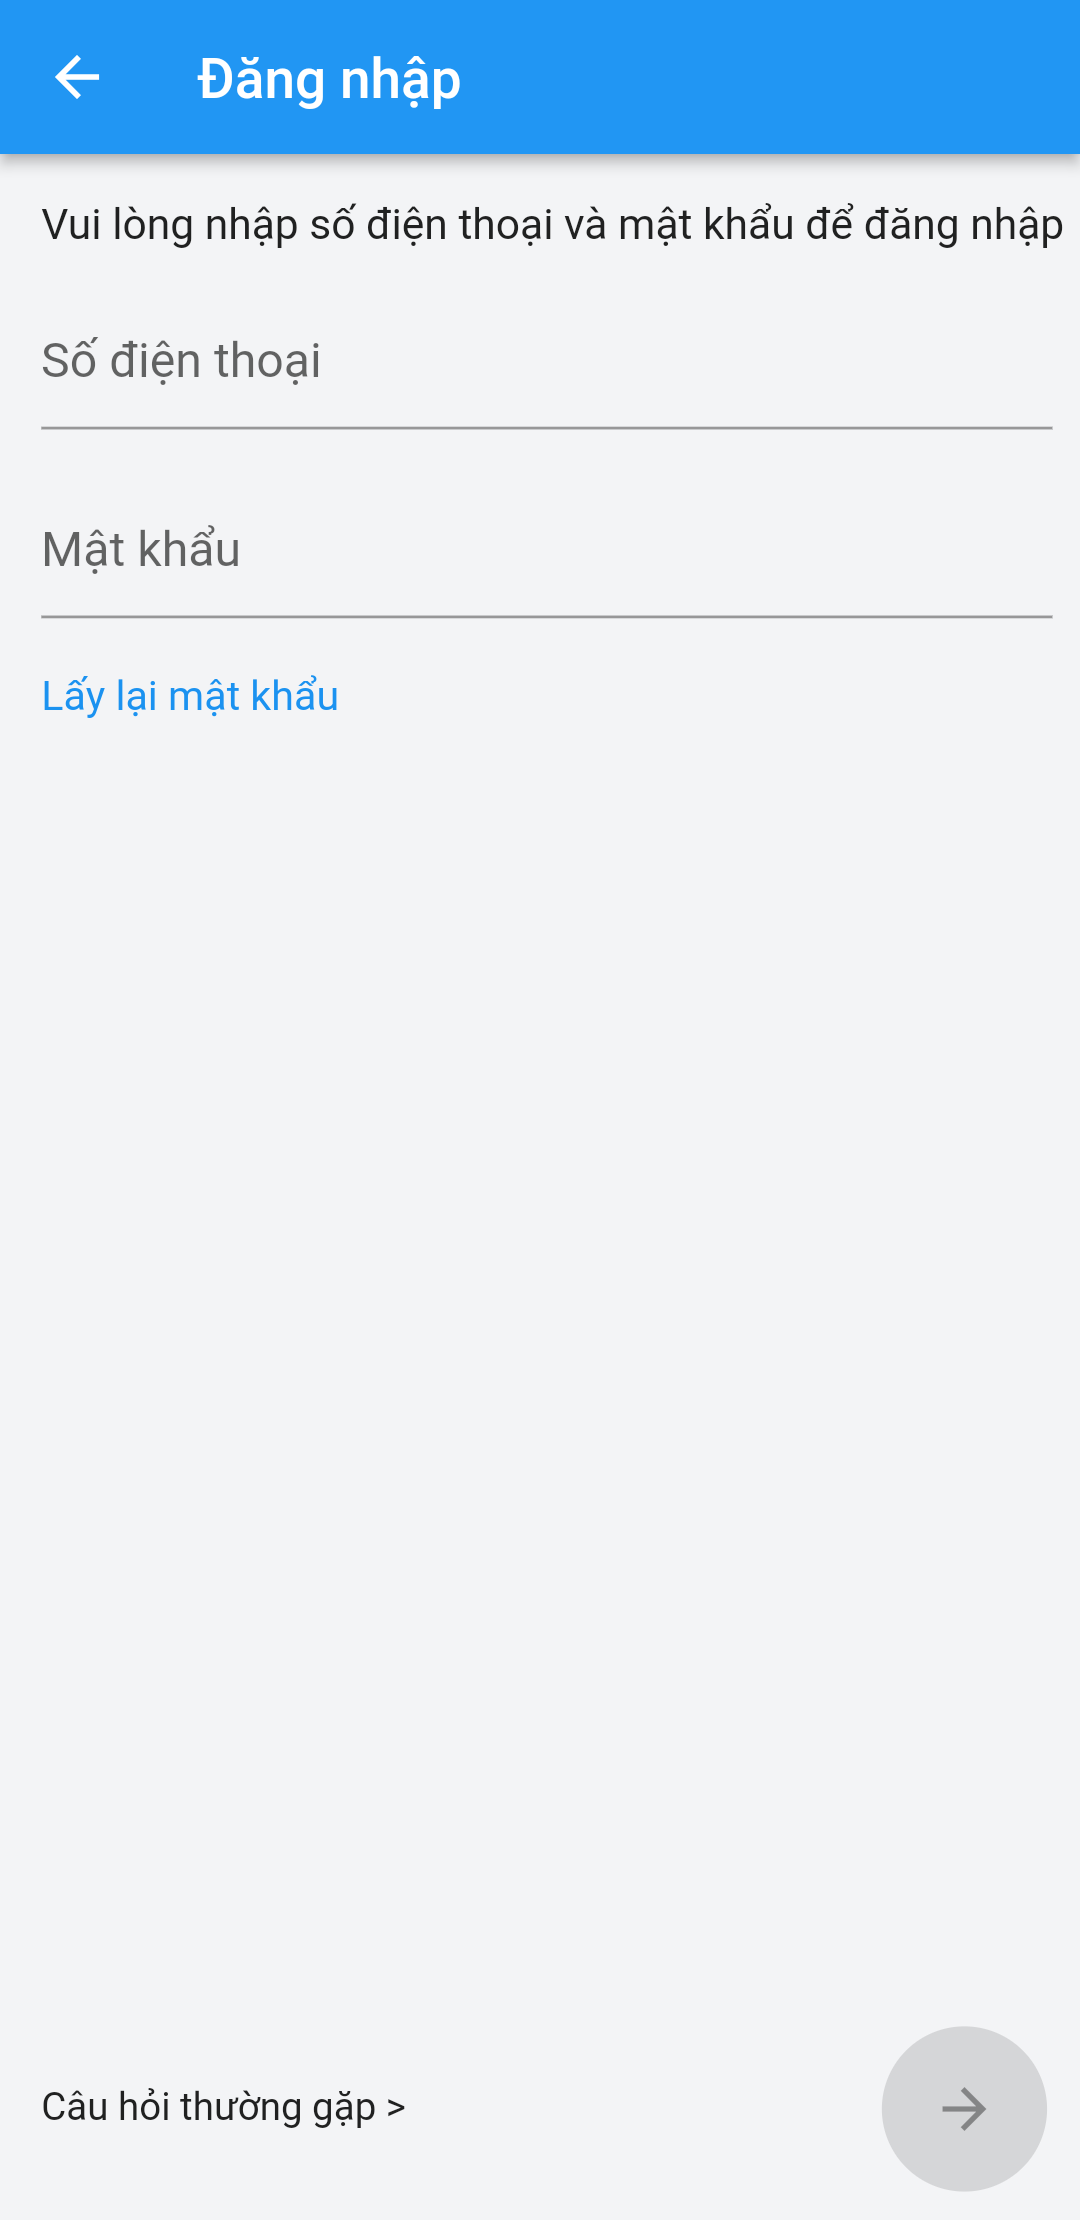 Đăng nhập
Vui lòng nhập số điện thoại và mật khẩu để đăng nhập
Số điện thoại
Mật khẩu
Lấy lại mật khẩu
Câu hỏi thường gặp >